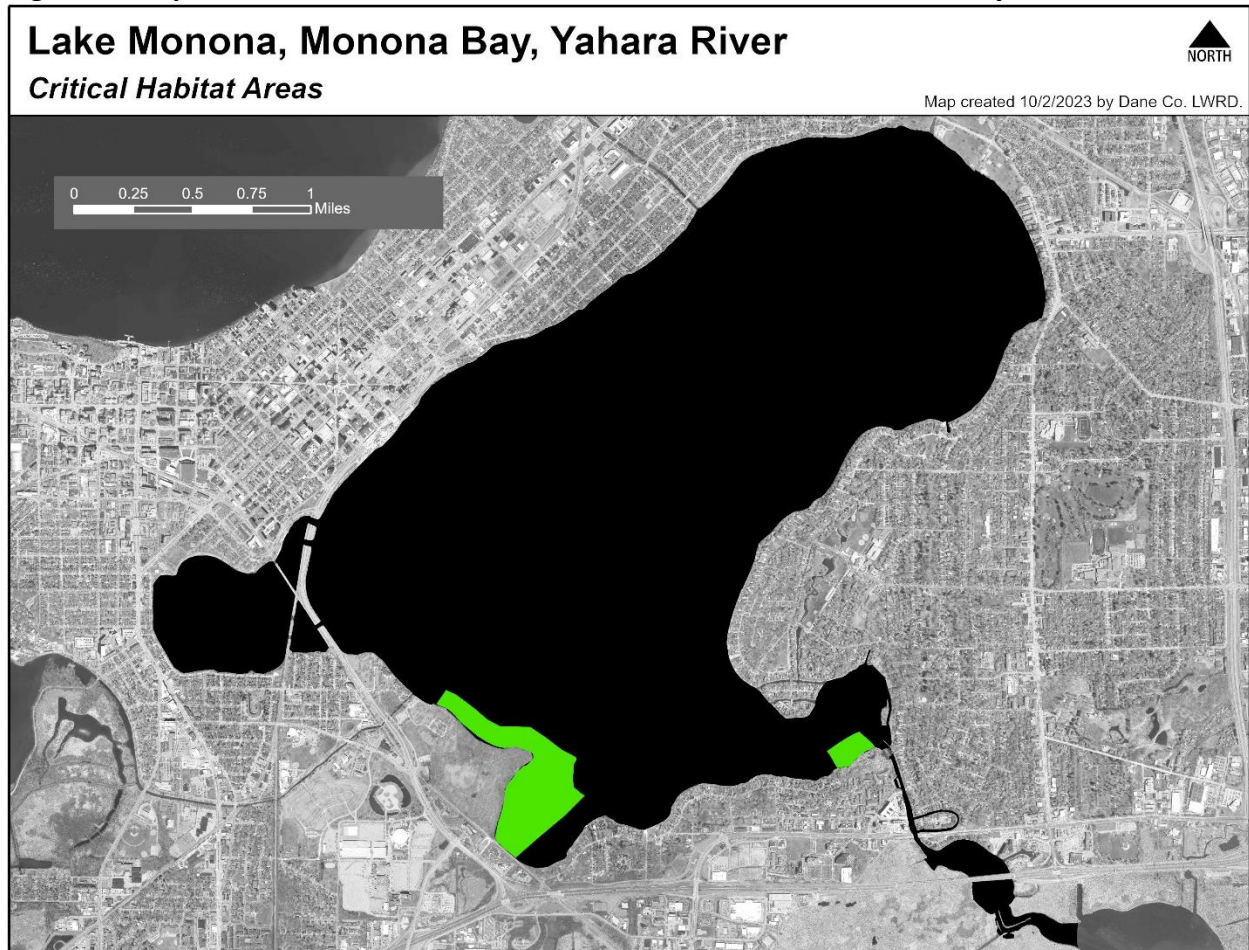 Lake Monona, Monona Bay, Yahara River
NORTH
Critical Habitat Areas
Map created 10/2/2023 by Dane Co. LWRD.
0 0.25 0.5 0.75 1
Miles